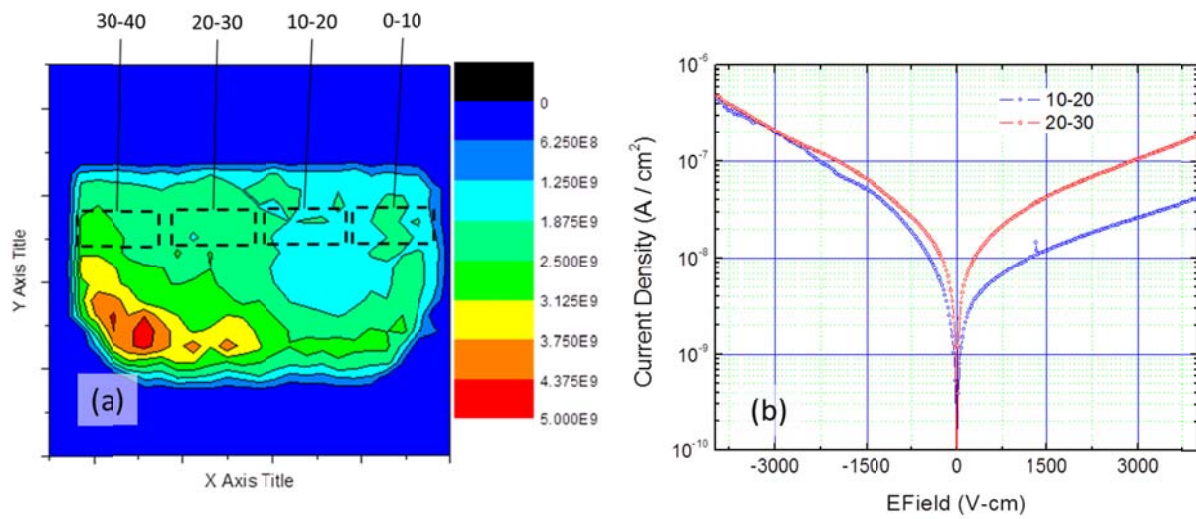 30-40 20-30 10-20 0-10
0
6.250E8
1.250E9
1.875E9
2.500E9
3.125E9
3.750E9
4.375E9
5.000E9
Y Axis Title
X Axis Title
(a)
10-20
20-30
Current Density (A / cm²)
10⁻⁶
10⁻⁷
10⁻⁸
10⁻⁹
10⁻¹⁰
-3000 -1500 0 1500 3000
EField (V-cm)
(b)